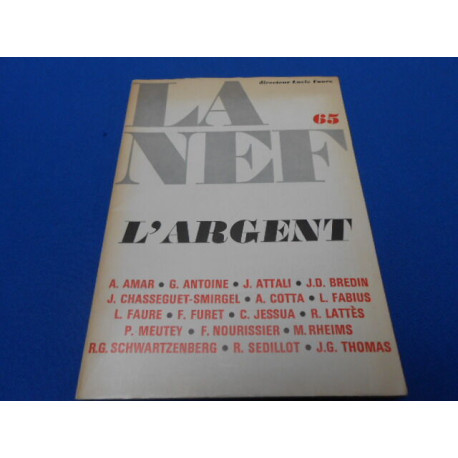 directrice Lucie Faure
LA
65
NEF
L'ARGENT
A. AMAR • G. ANTOINE • J. ATTALI • J.D. BREDIN
J. CHASSEGUET-SMIRGEL • A. COTTA • L. FABIUS
L. FAURE • F. FURET • C. JESSUA • R. LATTÈS
P. MEUTEY • F. NOURISSIER • M. RHEIMS
R.G. SCHWARTZENBERG • R. SEDILLOT • J.G. THOMAS